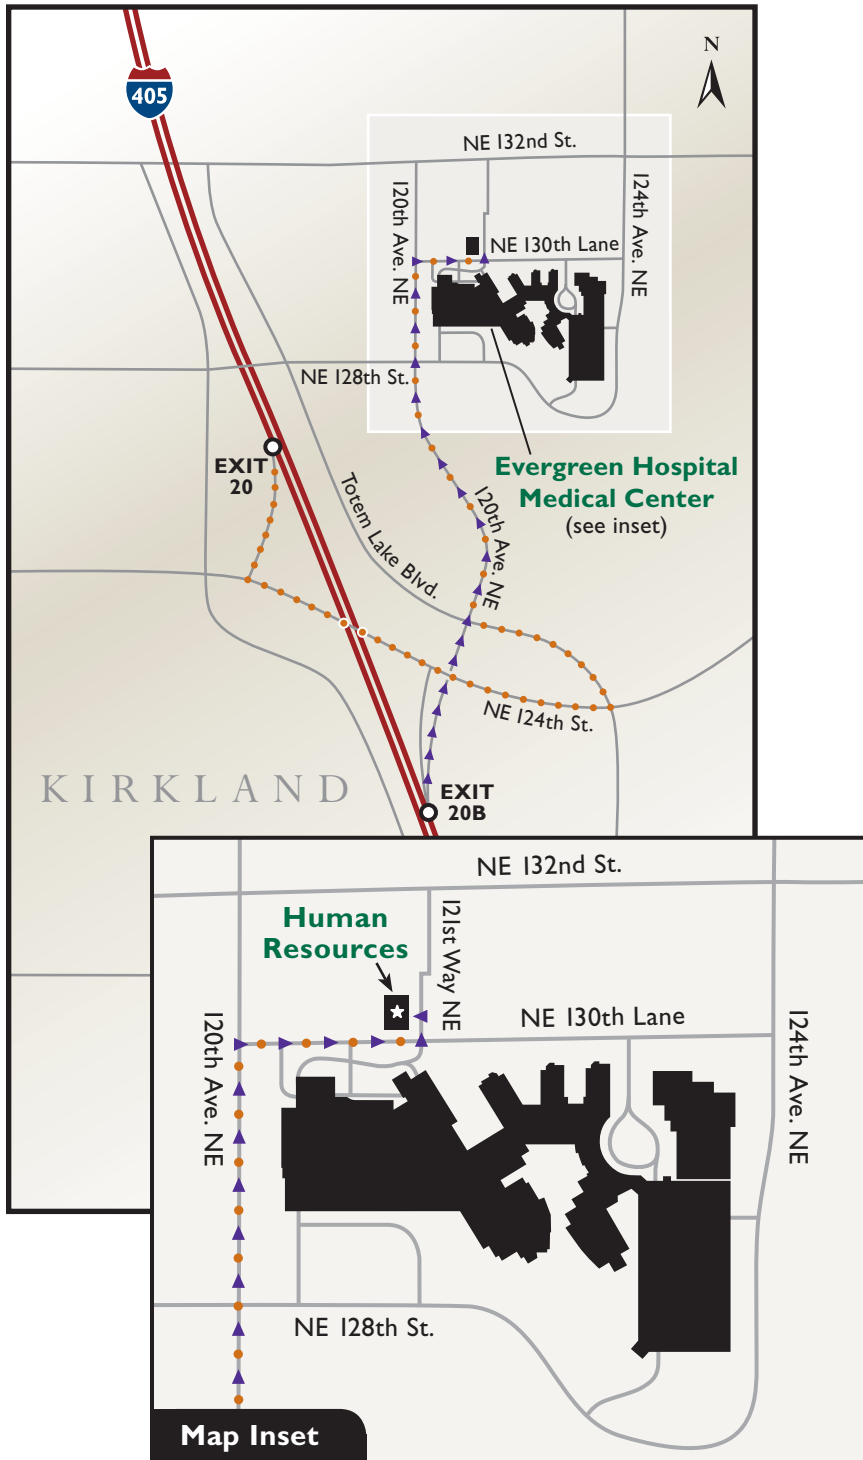 N
405
NE 132nd St.
120th Ave. NE
124th Ave. NE
NE 130th Lane
NE 128th St.
EXIT
20
Evergreen Hospital
Medical Center
(see inset)
Totem Lake Blvd.
120th Ave. NE
NE 124th St.
KIRKLAND
EXIT
20B
NE 132nd St.
Human
Resources
121st Way NE
120th Ave. NE
NE 130th Lane
124th Ave. NE
NE 128th St.
Map Inset